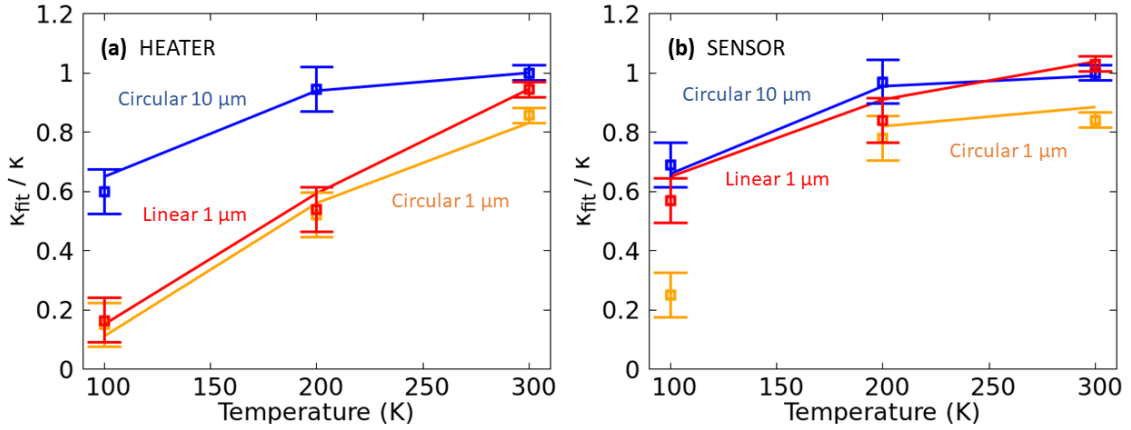 (a) HEATER
Circular 10 μm
Linear 1 μm
Circular 1 μm
κfit / κ
1.2
1
0.8
0.6
0.4
0.2
0
100
150
200
250
300
Temperature (K)
(b) SENSOR
Circular 10 μm
Circular 1 μm
Linear 1 μm
κfit / κ
1.2
1
0.8
0.6
0.4
0.2
0
100
150
200
250
300
Temperature (K)